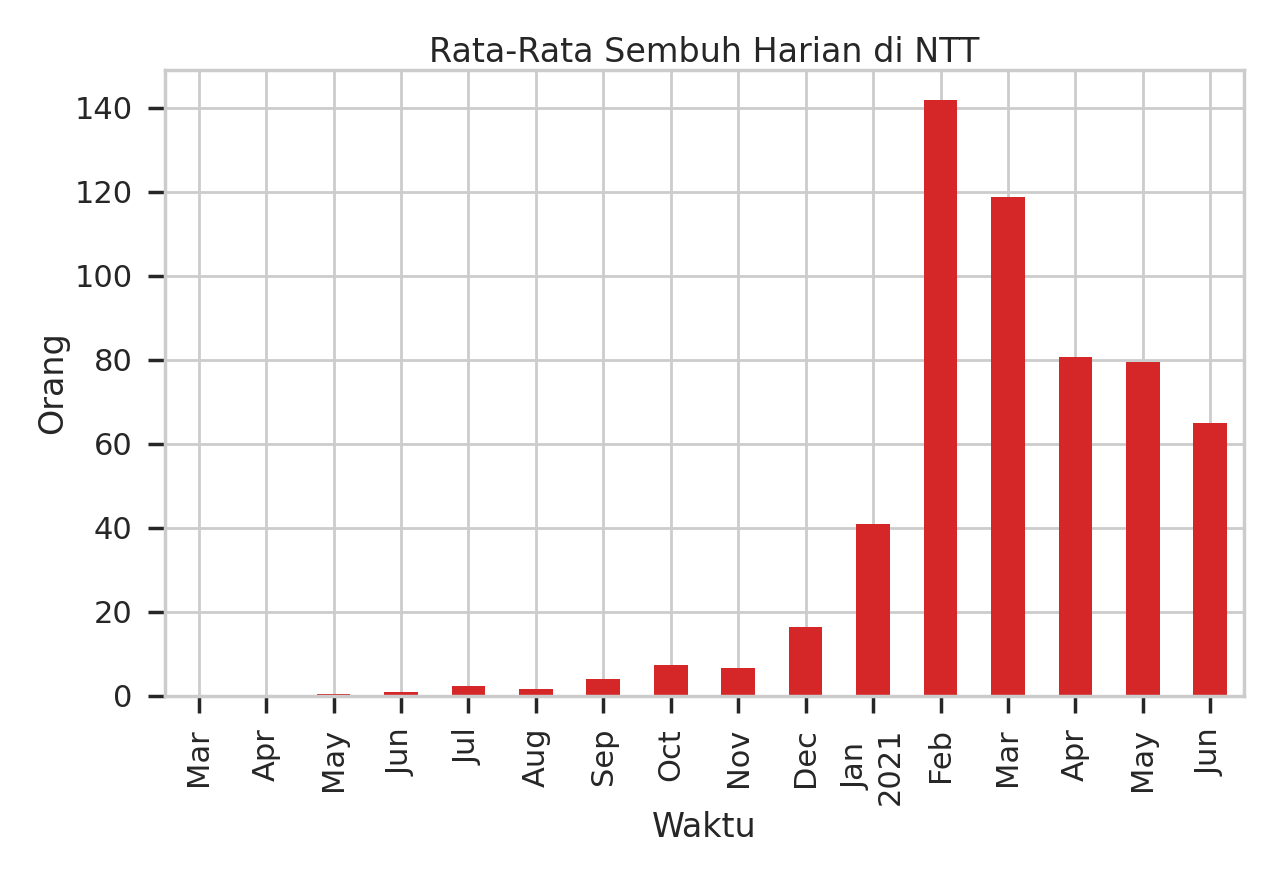 Rata-Rata Sembuh Harian di NTT
140
120
100
80
60
40
20
0
Orang
Mar
Apr
May
Jun
Jul
Aug
Sep
Oct
Nov
Dec
Jan
2021
Feb
Mar
Apr
May
Jun
Waktu